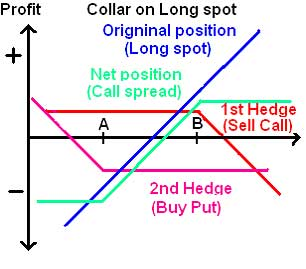 Profit
Collar on Long spot
+
Origninal position
(Long spot)
Net position
(Call spread)
1st Hedge
(Sell Call)
A
B
2nd Hedge
(Buy Put)
−